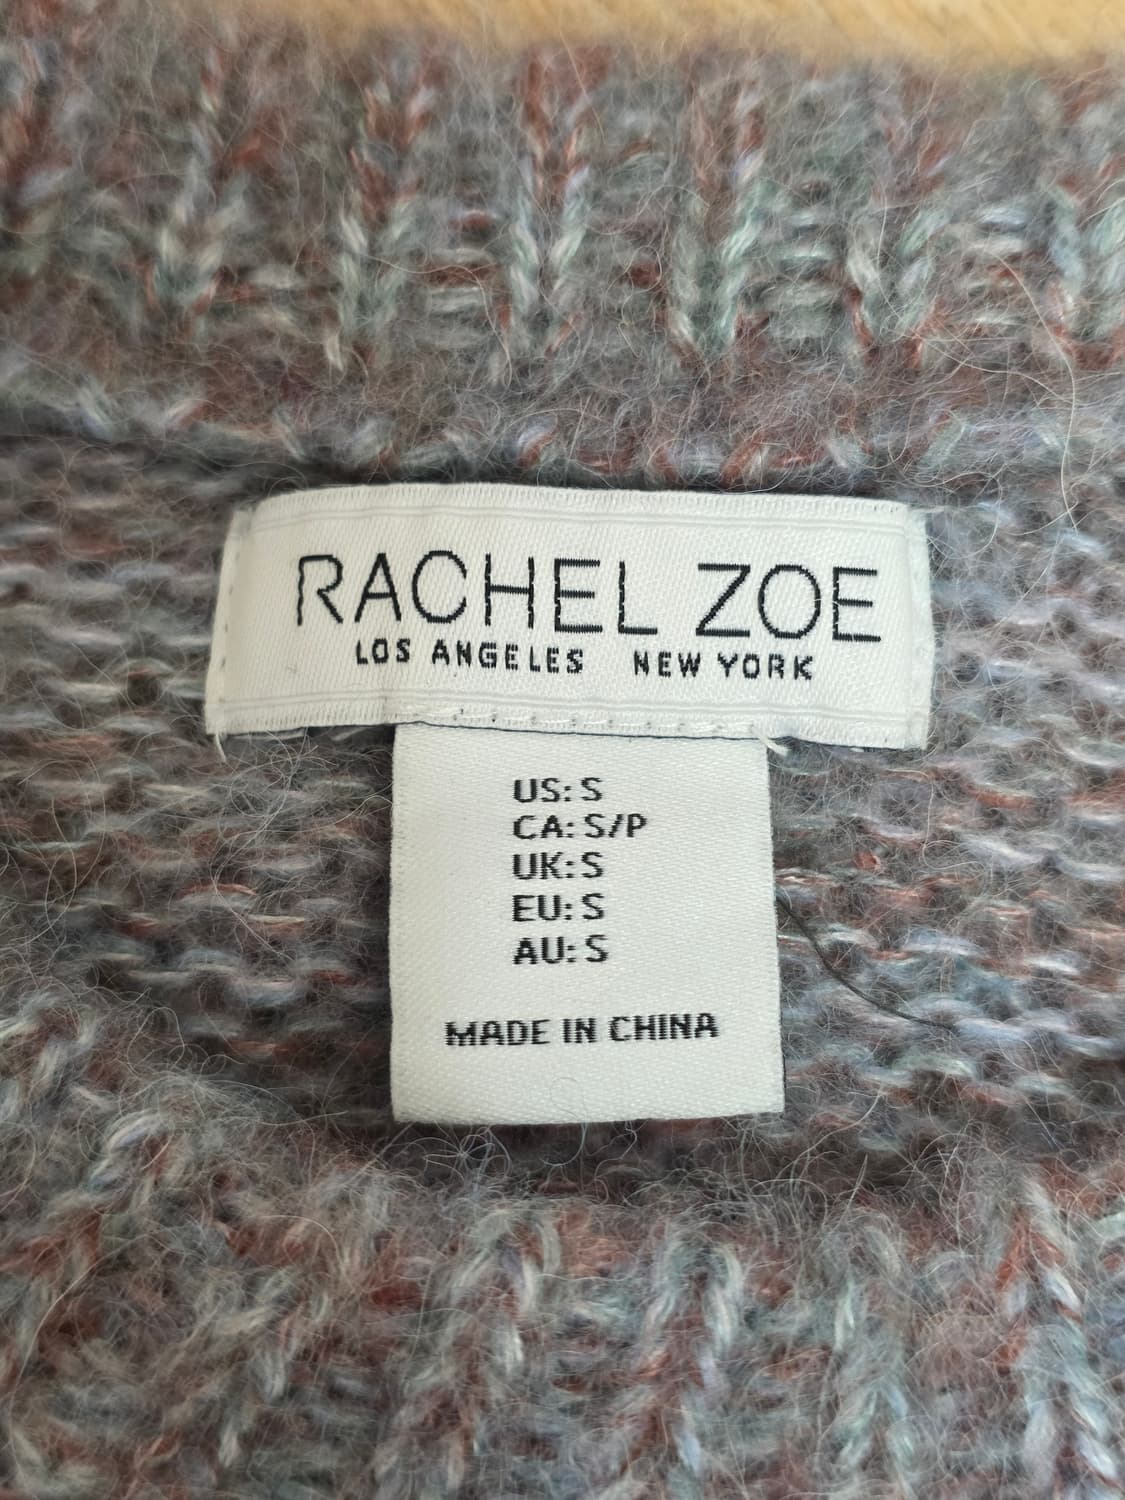 RACHEL ZOE
LOS ANGELES NEW YORK
US: S
CA: S/P
UK: S
EU: S
AU: S
MADE IN CHINA